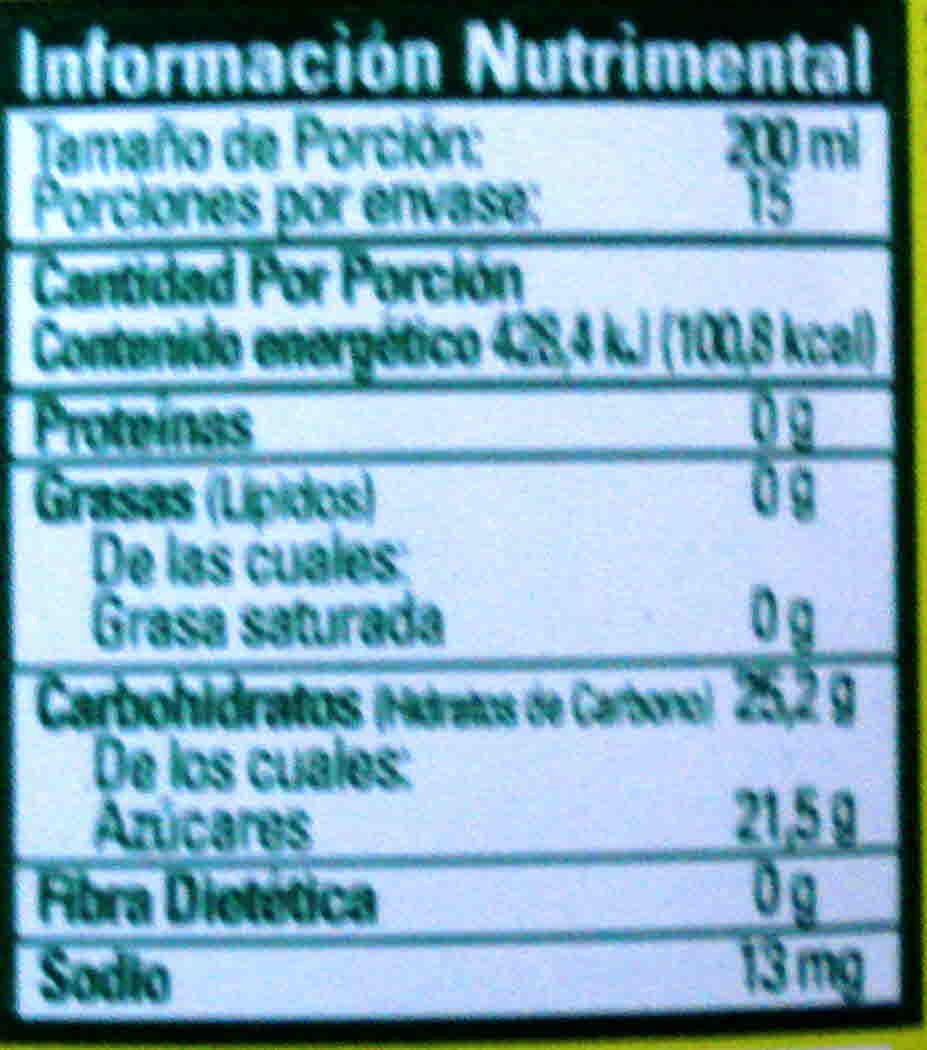 Información Nutrimental
Tamaño de Porción: 200 ml
Porciones por envase: 15
Cantidad Por Porción
Contenido energético 428,4 kJ (100,8 kcal)
Proteínas 0 g
Grasas (Lípidos) 0 g
De las cuales:
Grasa saturada 0 g
Carbohidratos (Hidratos de Carbono) 25,2 g
De los cuales:
Azúcares 21,5 g
Fibra Dietética 0 g
Sodio 13 mg